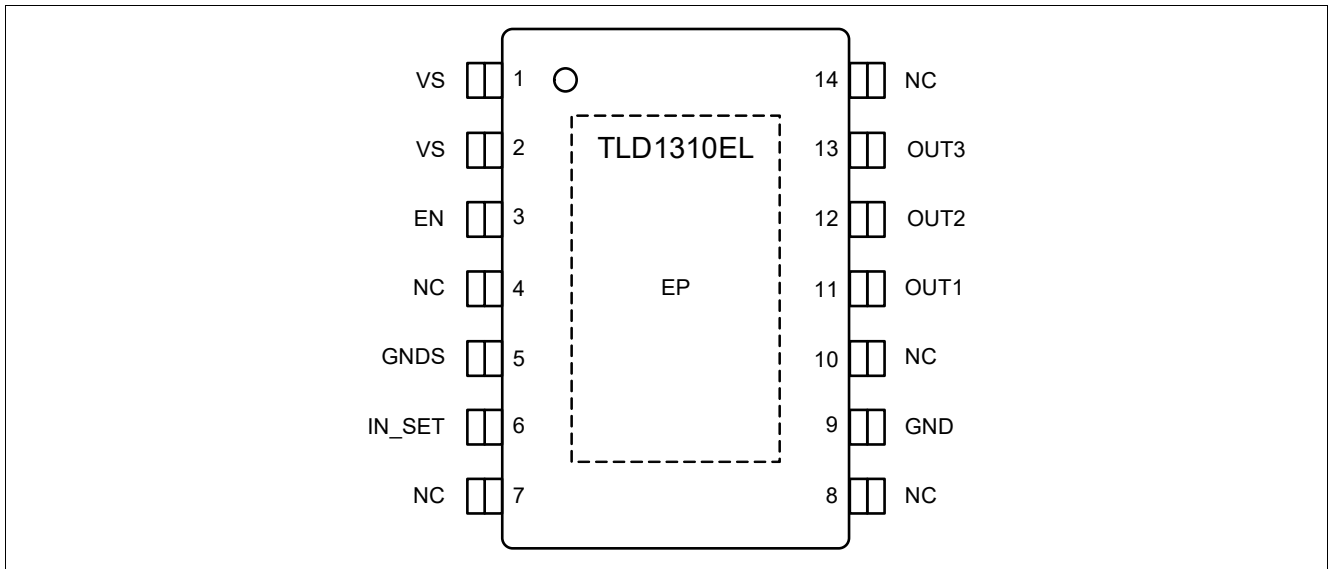 VS 1 14 NC
VS 2 TLD1310EL 13 OUT3
EN 3 12 OUT2
NC 4 EP 11 OUT1
GNDS 5 10 NC
IN_SET 6 9 GND
NC 7 8 NC